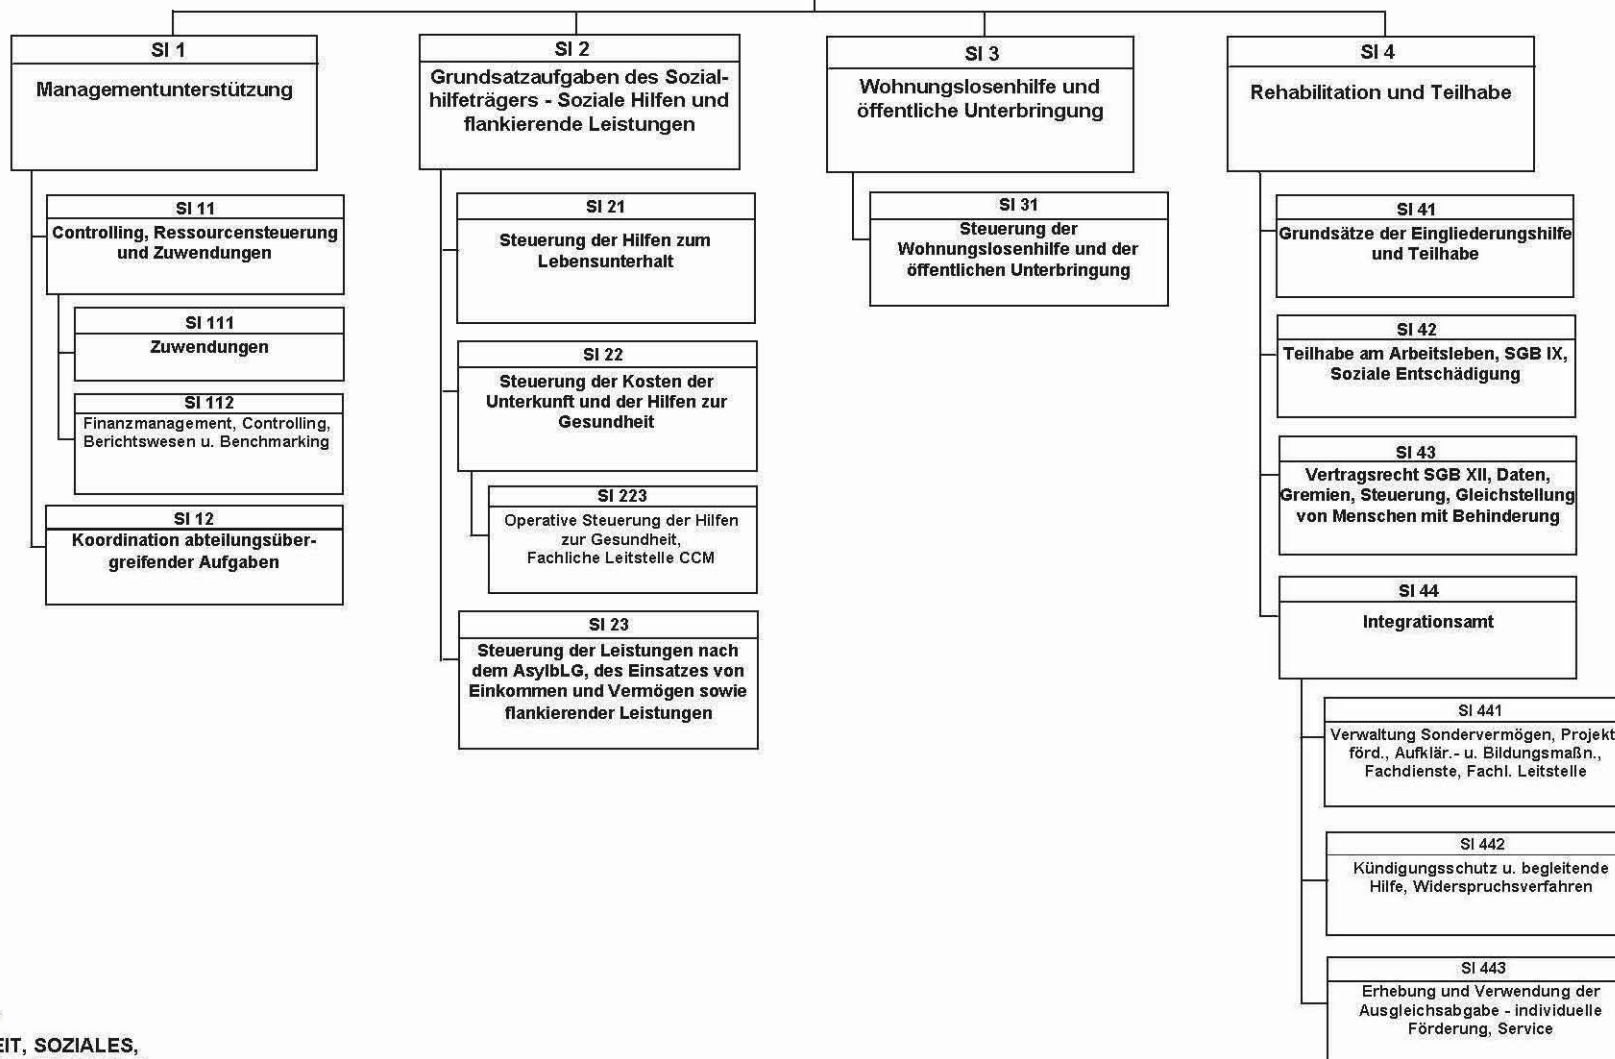 SI 1
Managementunterstützung
SI 11
Controlling, Ressourcensteuerung
und Zuwendungen
SI 111
Zuwendungen
SI 112
Finanzmanagement, Controlling,
Berichtswesen u. Benchmarking
SI 12
Koordination abteilungsüber-
greifender Aufgaben
SI 2
Grundsatzaufgaben des Sozial-
hilfeträgers - Soziale Hilfen und
flankierende Leistungen
SI 21
Steuerung der Hilfen zum
Lebensunterhalt
SI 22
Steuerung der Kosten der
Unterkunft und der Hilfen zur
Gesundheit
SI 223
Operative Steuerung der Hilfen
zur Gesundheit,
Fachliche Leitstelle CCM
SI 23
Steuerung der Leistungen nach
dem AsylbLG, des Einsatzes von
Einkommen und Vermögen sowie
flankierender Leistungen
SI 3
Wohnungslosenhilfe und
öffentliche Unterbringung
SI 31
Steuerung der
Wohnungslosenhilfe und der
öffentlichen Unterbringung
SI 4
Rehabilitation und Teilhabe
SI 41
Grundsätze der Eingliederungshilfe
und Teilhabe
SI 42
Teilhabe am Arbeitsleben, SGB IX,
Soziale Entschädigung
SI 43
Vertragsrecht SGB XII, Daten,
Gremien, Steuerung, Gleichstellung
von Menschen mit Behinderung
SI 44
Integrationsamt
SI 441
Verwaltung Sondervermögen, Projekt
förd., Aufklär.- u. Bildungsmaßn.,
Fachdienste, Fachl. Leitstelle
SI 442
Kündigungsschutz u. begleitende
Hilfe, Widerspruchsverfahren
SI 443
Erhebung und Verwendung der
Ausgleichsabgabe - individuelle
Förderung, Service
EIT, SOZIALES,